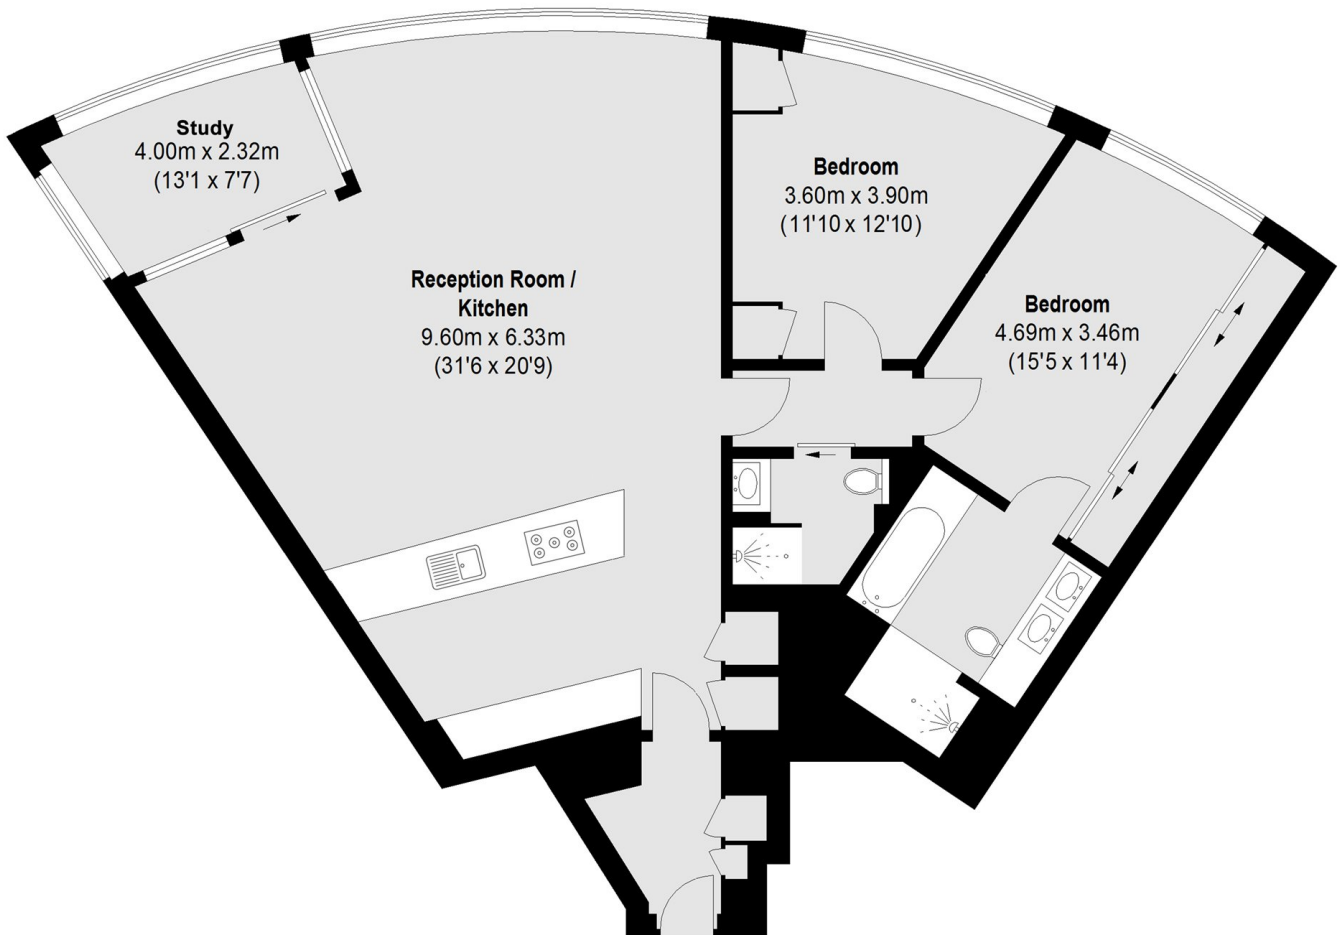 Study
4.00m x 2.32m
(13'1 x 7'7)
Bedroom
3.60m x 3.90m
(11'10 x 12'10)
Reception Room /
Kitchen
9.60m x 6.33m
(31'6 x 20'9)
Bedroom
4.69m x 3.46m
(15'5 x 11'4)